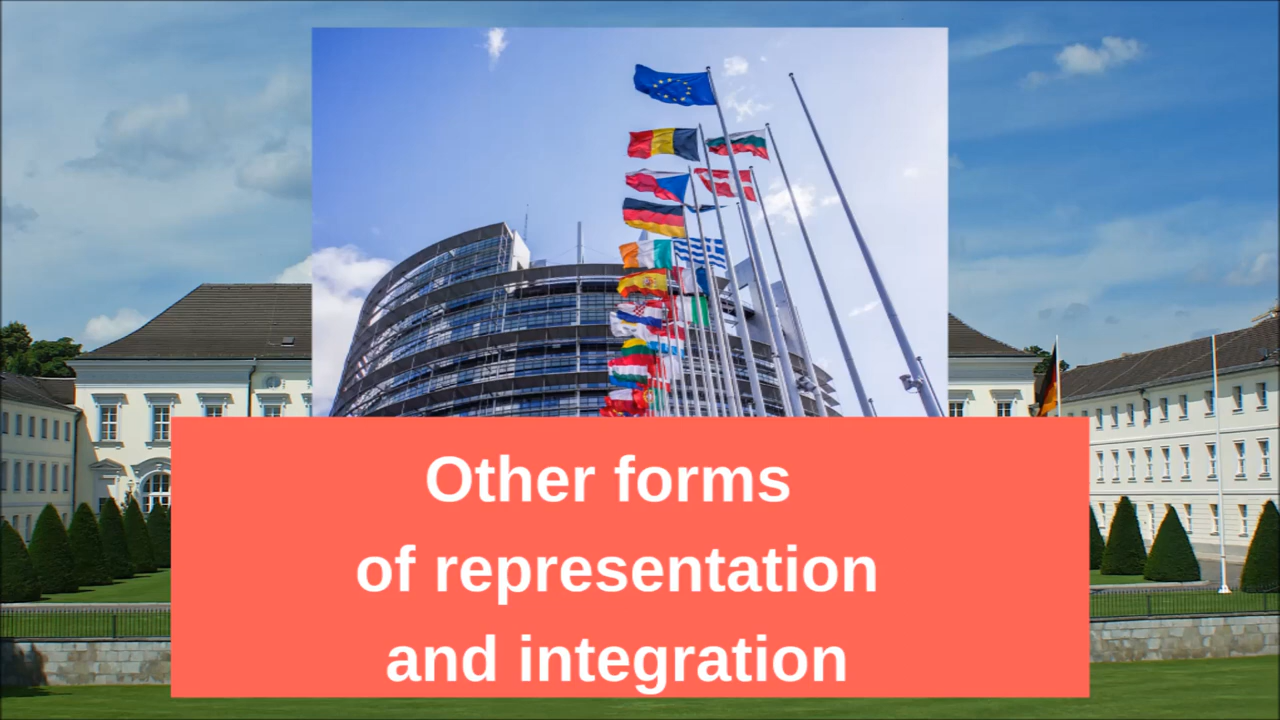 Other forms
of representation
and integration